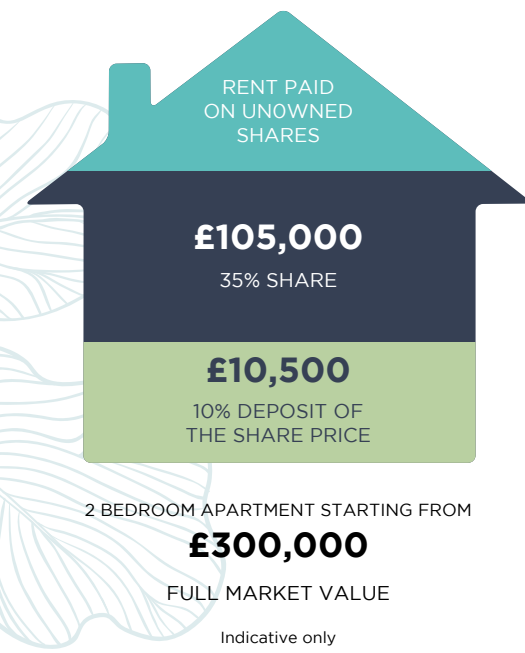 RENT PAID
ON UN0WNED
SHARES
£105,000
35% SHARE
£10,500
10% DEPOSIT OF
THE SHARE PRICE
2 BEDROOM APARTMENT STARTING FROM
£300,000
FULL MARKET VALUE
Indicative only